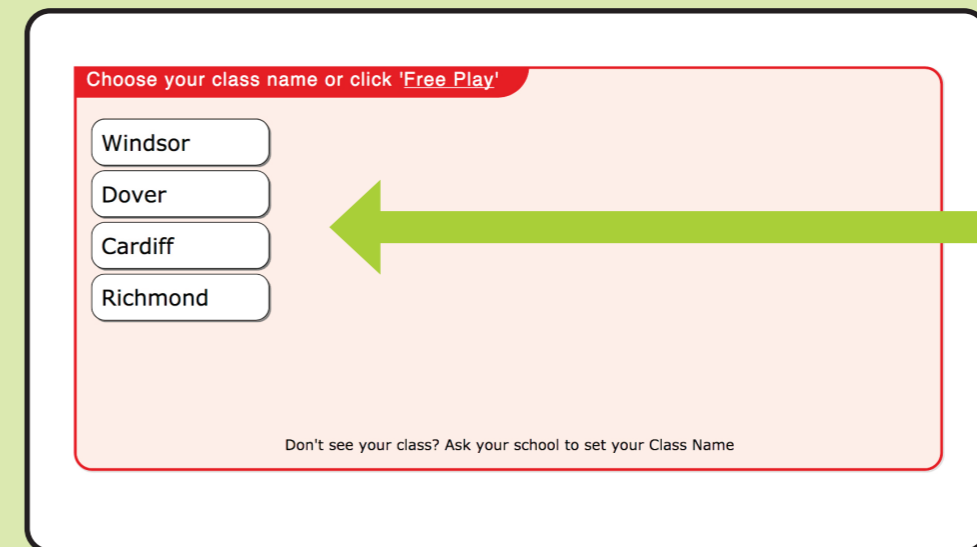 Choose your class name or click 'Free Play'
Windsor
Dover
Cardiff
Richmond
Don't see your class? Ask your school to set your Class Name